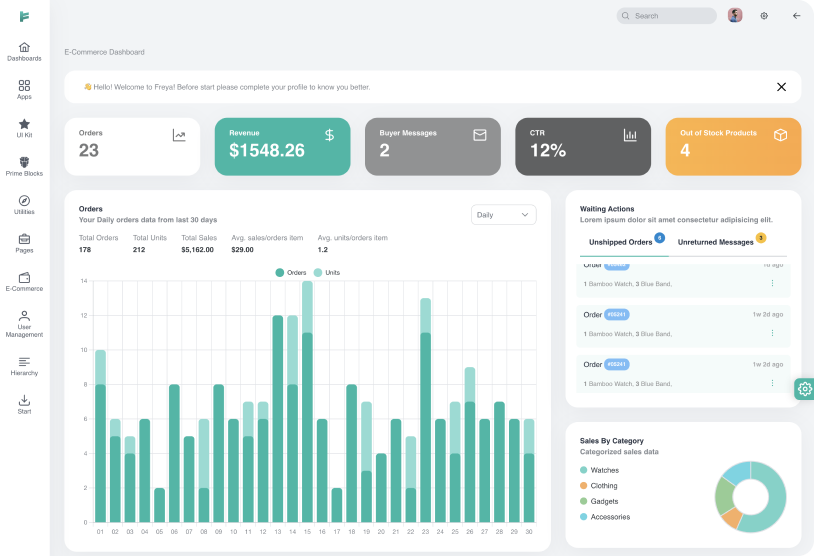 Search
Dashboards
Apps
UI Kit
Prime Blocks
Utilities
Pages
E-Commerce
User
Management
Hierarchy
Start
E-Commerce Dashboard
👋 Hello! Welcome to Freya! Before start please complete your profile to know you better.
Orders
23
Revenue
$1548.26
Buyer Messages
2
CTR
12%
Out of Stock Products
4
Orders
Your Daily orders data from last 30 days
Daily
Total Orders Total Units Total Sales Avg. sales/orders item Avg. units/orders item
178 212 $5,162.00 $29.00 1.2
Orders Units
14
12
10
8
6
4
2
0
01 02 03 04 05 06 07 08 09 10 11 12 13 14 15 16 17 18 19 20 21 22 23 24 25 26 27 28 29 30
Waiting Actions
Lorem ipsum dolor sit amet consectetur adipisicing elit.
Unshipped Orders 6 Unreturned Messages 3
Order
1 Bamboo Watch, 3 Blue Band,
Order #05341 1w 2d ago
1 Bamboo Watch, 3 Blue Band,
Order #05341 1w 2d ago
1 Bamboo Watch, 3 Blue Band,
Sales By Category
Categorized sales data
Watches
Clothing
Gadgets
Accessories